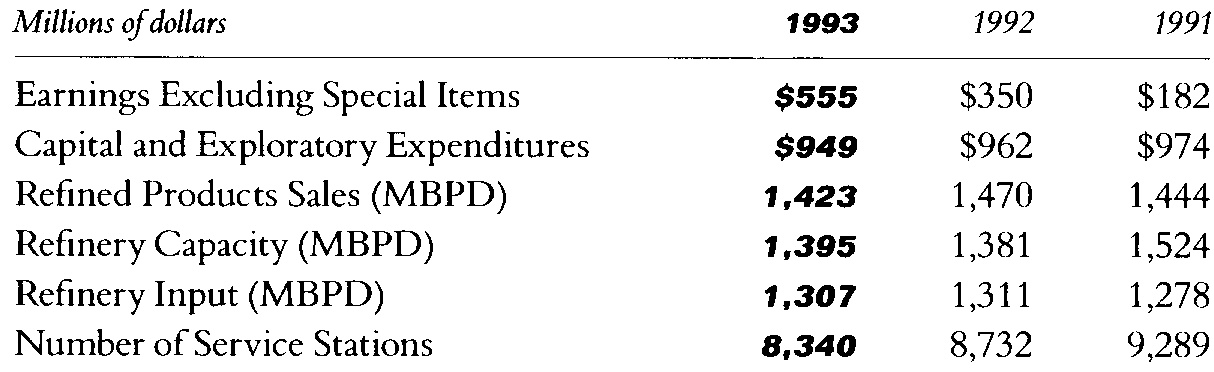 Millions of dollars 1993 1992 1991
Earnings Excluding Special Items $555 $350 $182
Capital and Exploratory Expenditures $949 $962 $974
Refined Products Sales (MBPD) 1,423 1,470 1,444
Refinery Capacity (MBPD) 1,395 1,381 1,524
Refinery Input (MBPD) 1,307 1,311 1,278
Number of Service Stations 8,340 8,732 9,289